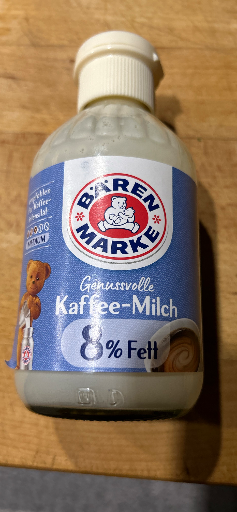 BÄREN
MARKE
Genussvolle
Kaffee-Milch
8% Fett